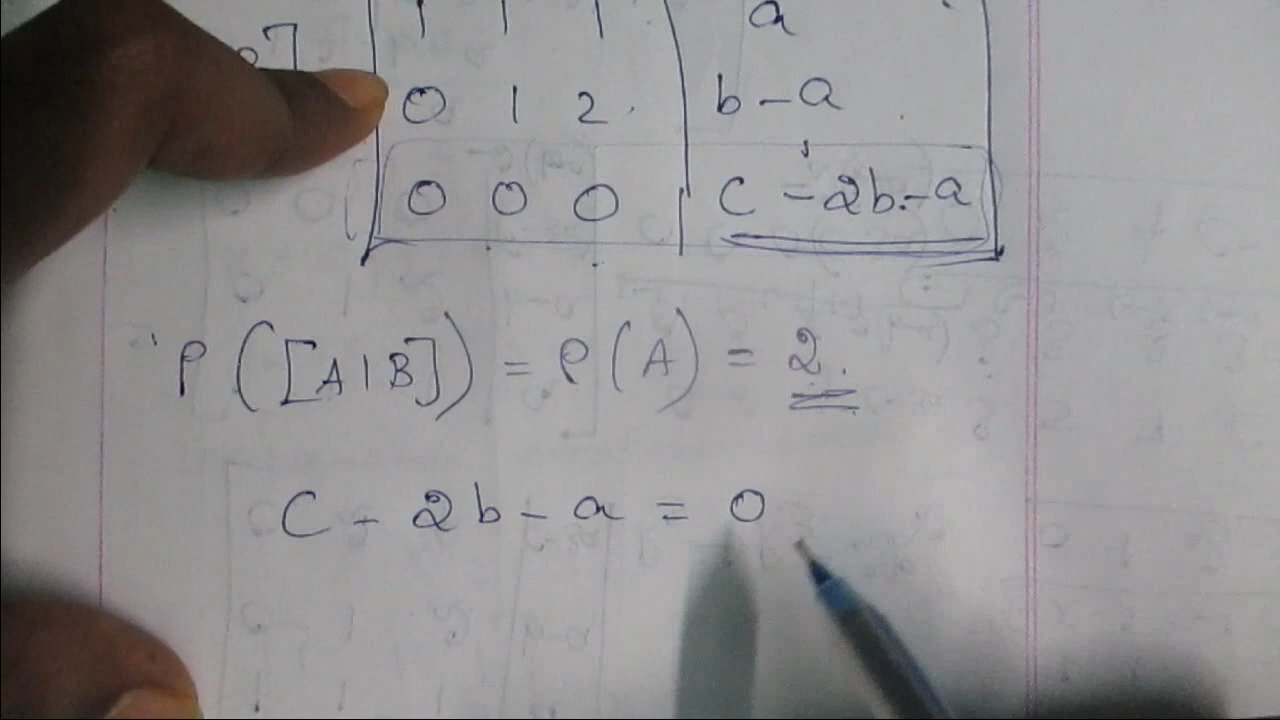 1 1 1 | a
0 1 2 | b - a
0 0 0 | c - 2b - a
ρ([A|B]) = ρ(A) = 2.
c - 2b - a = 0